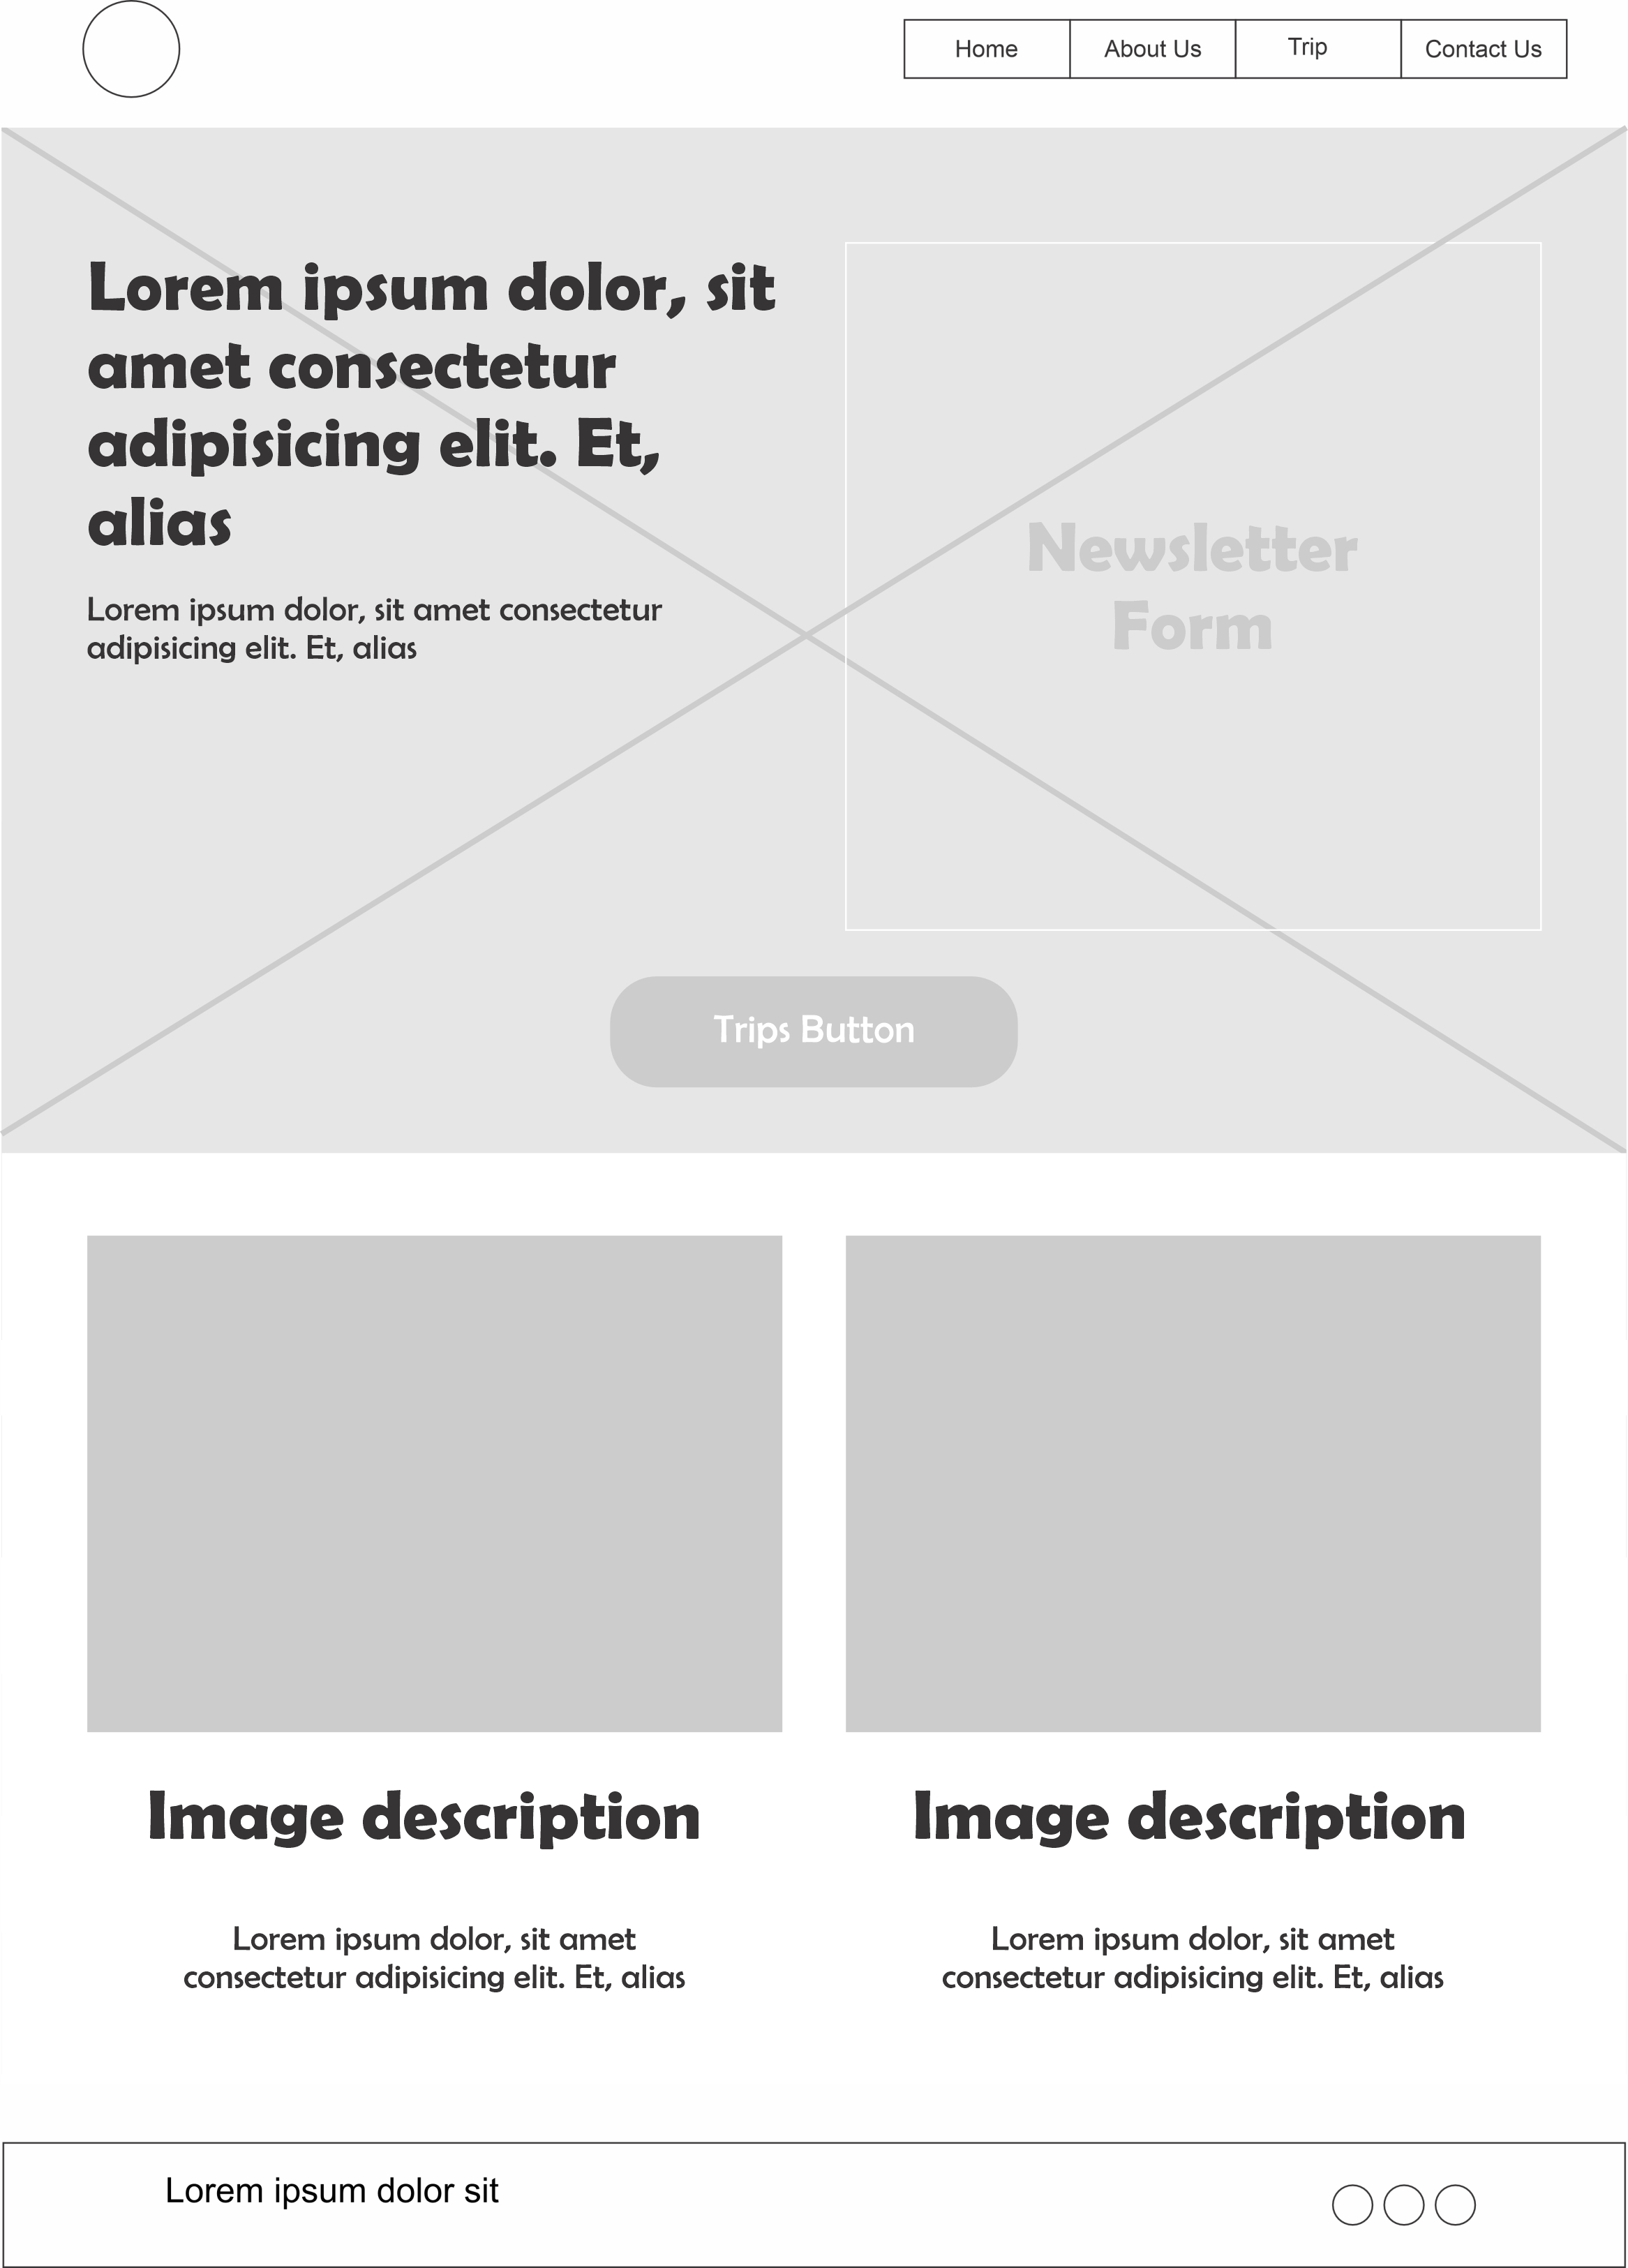 Home
About Us
Trip
Contact Us
Lorem ipsum dolor, sit
amet consectetur
adipisicing elit. Et,
alias
Lorem ipsum dolor, sit amet consectetur
adipisicing elit. Et, alias
Newsletter
Form
Trips Button
Image description
Lorem ipsum dolor, sit amet
consectetur adipisicing elit. Et, alias
Image description
Lorem ipsum dolor, sit amet
consectetur adipisicing elit. Et, alias
Lorem ipsum dolor sit